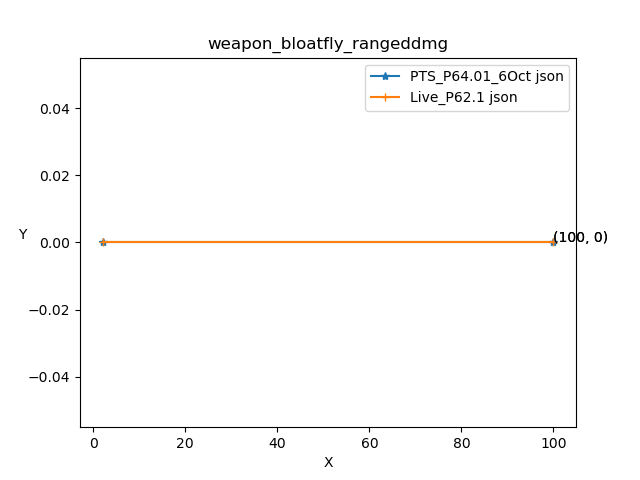 weapon_bloatfly_rangeddmg
PTS_P64.01_6Oct json
Live_P62.1 json
0.04
0.02
Y
0.00
(100, 0)
−0.02
−0.04
0
20
40
60
80
100
X